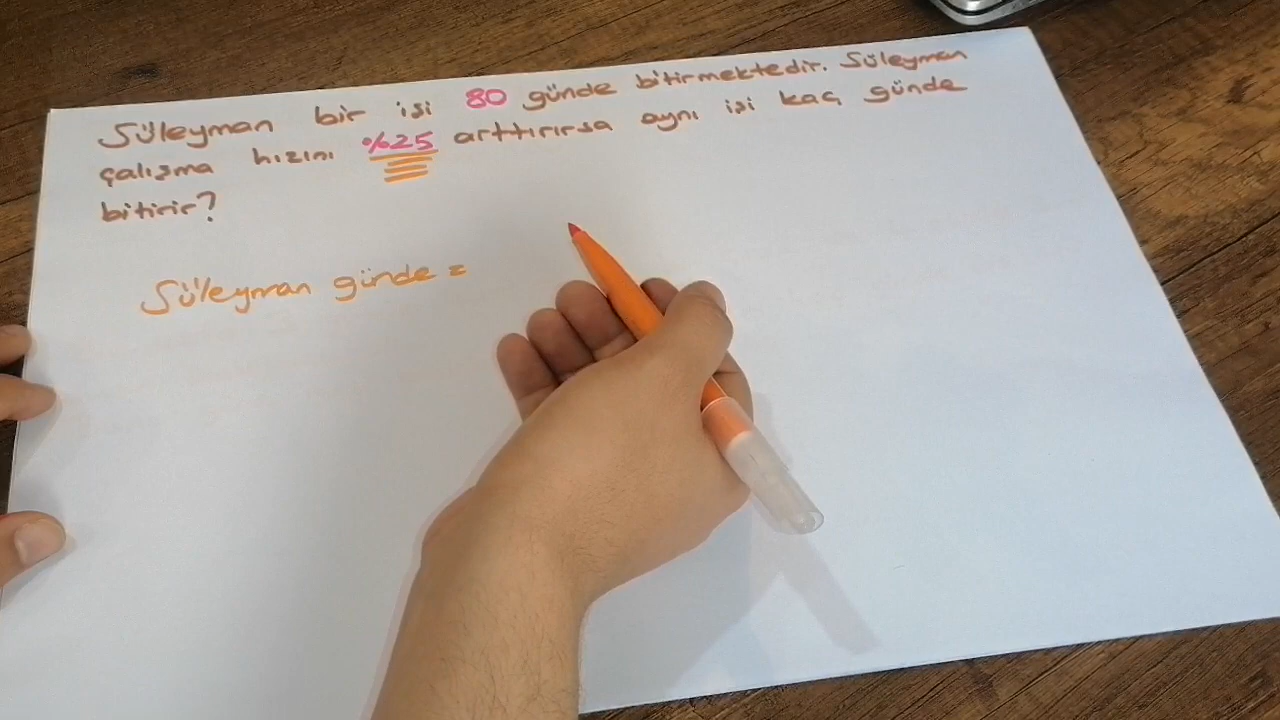 Süleyman bir işi 80 günde bitirmektedir. Süleyman
çalışma hızını %25 arttırırsa aynı işi kaç günde
bitirir?
Süleyman günde =